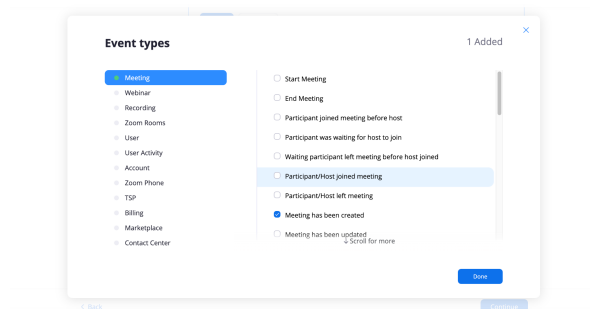 Event types
1 Added
Meeting
Webinar
Recording
Zoom Rooms
User
User Activity
Account
Zoom Phone
TSP
Billing
Marketplace
Contact Center
Start Meeting
End Meeting
Participant joined meeting before host
Participant was waiting for host to join
Waiting participant left meeting before host joined
Participant/Host joined meeting
Participant/Host left meeting
Meeting has been created
Meeting has been updated
↓ Scroll for more
Done
< Back
Continue